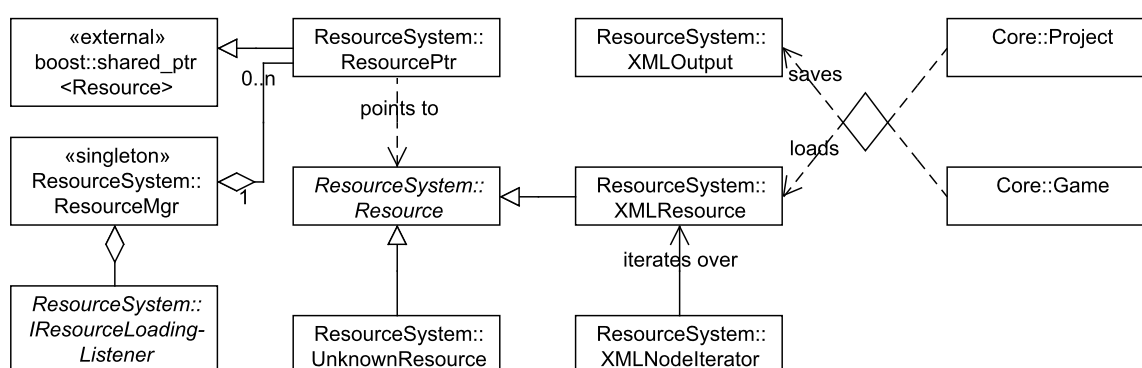 «external»
boost::shared_ptr
<Resource>
ResourceSystem::
ResourcePtr
ResourceSystem::
XMLOutput
Core::Project
0..n
saves
points to
loads
«singleton»
ResourceSystem::
ResourceMgr
1
ResourceSystem::
Resource
ResourceSystem::
XMLResource
Core::Game
iterates over
ResourceSystem::
IResourceLoading-
Listener
ResourceSystem::
UnknownResource
ResourceSystem::
XMLNodeIterator